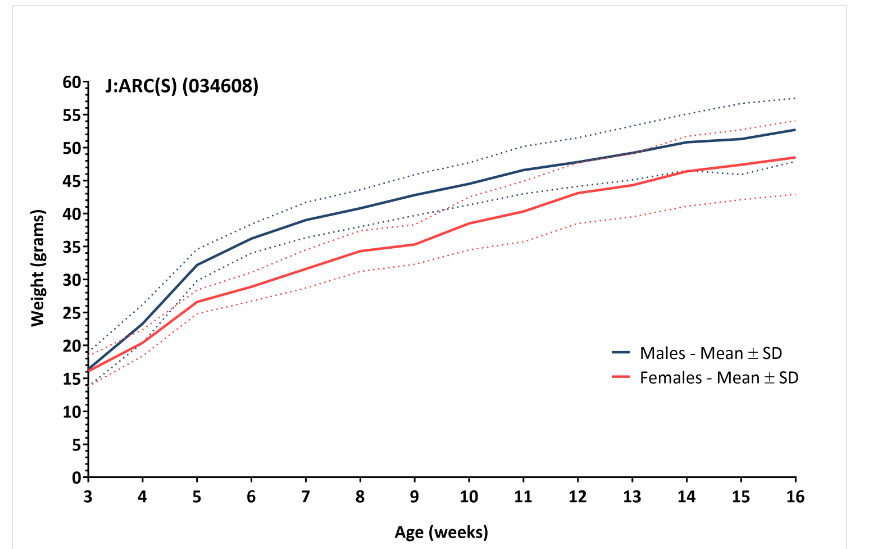 J:ARC(S) (034608)
60
55
50
45
40
35
30
25
20
15
10
5
0
Weight (grams)
Males - Mean ± SD
Females - Mean ± SD
3 4 5 6 7 8 9 10 11 12 13 14 15 16
Age (weeks)